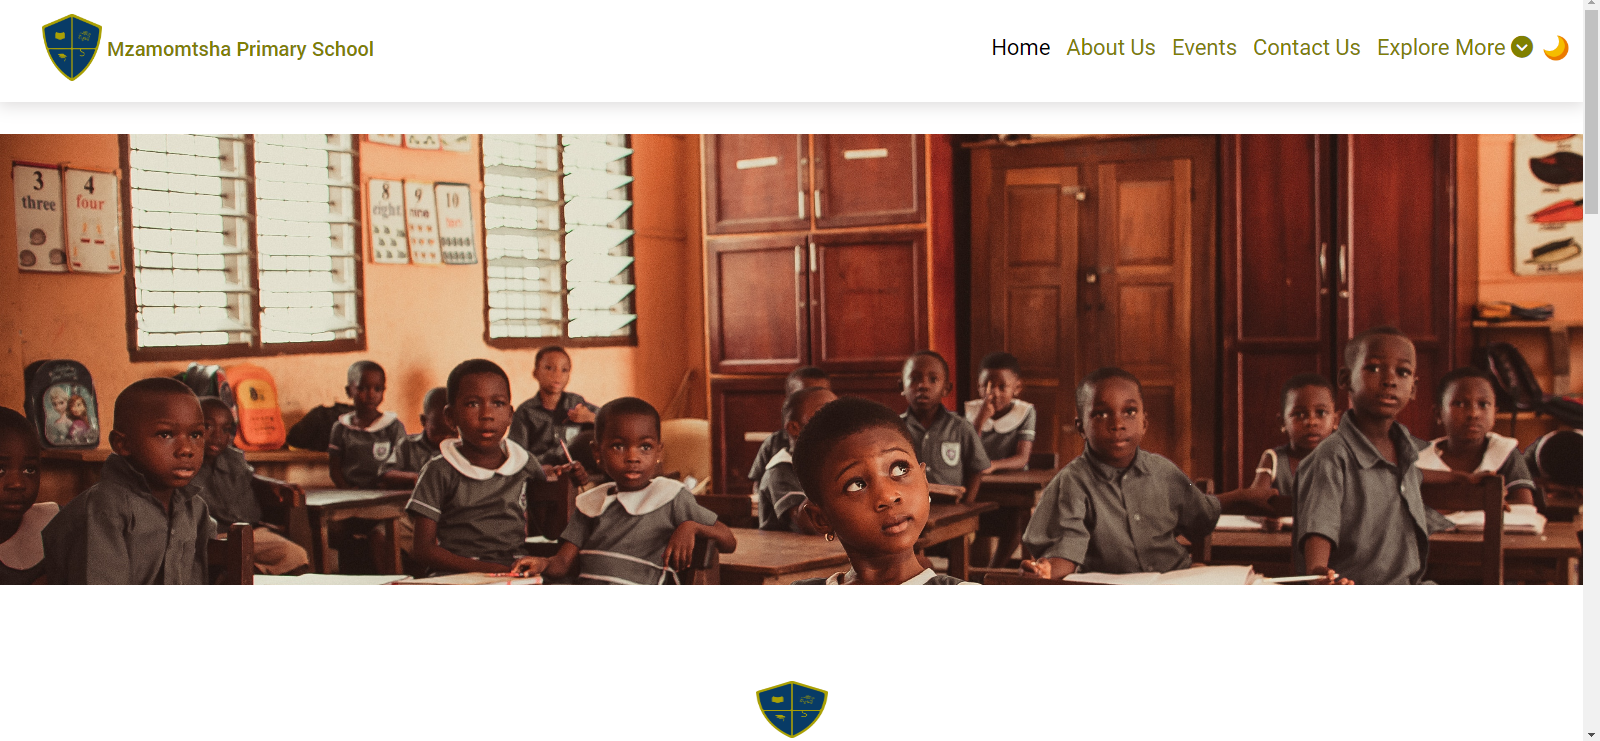 Mzamomtsha Primary School
Home About Us Events Contact Us Explore More
3 three
4 four
8 eight
9 nine
10 ten